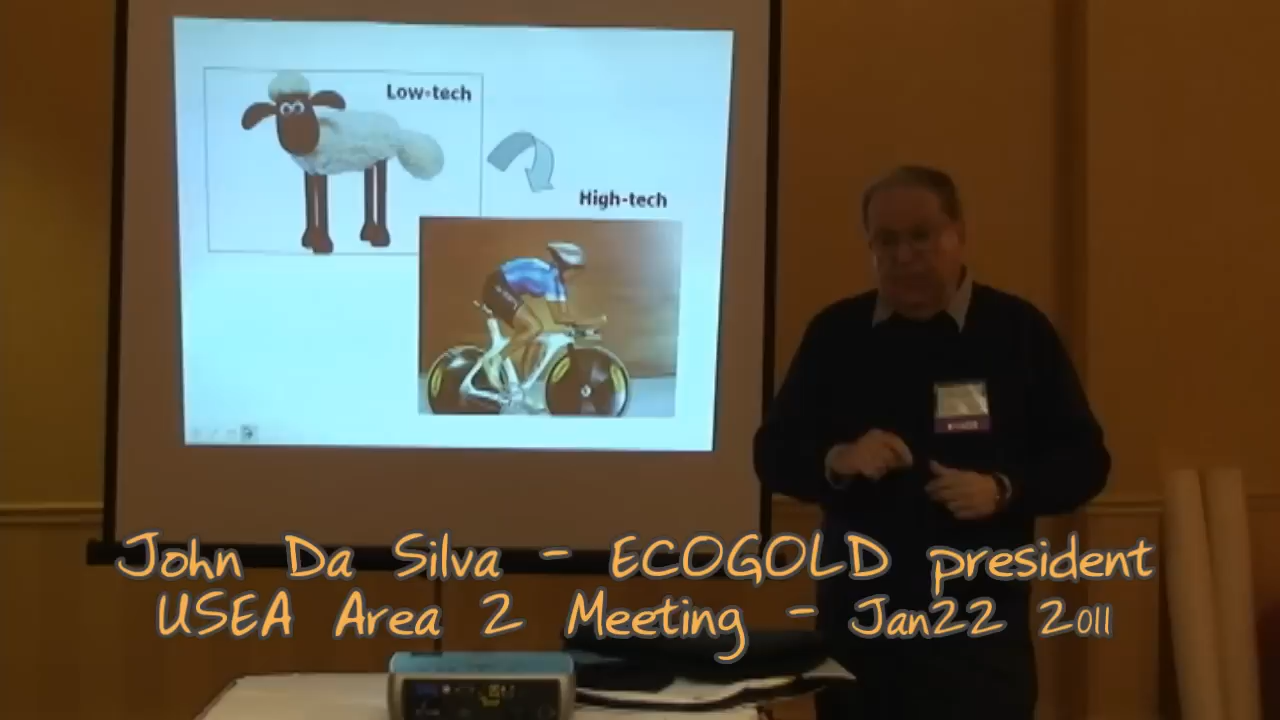 Low-tech
High-tech
John Da Silva - ECOGOLD president
USEA Area 2 Meeting - Jan22 2011